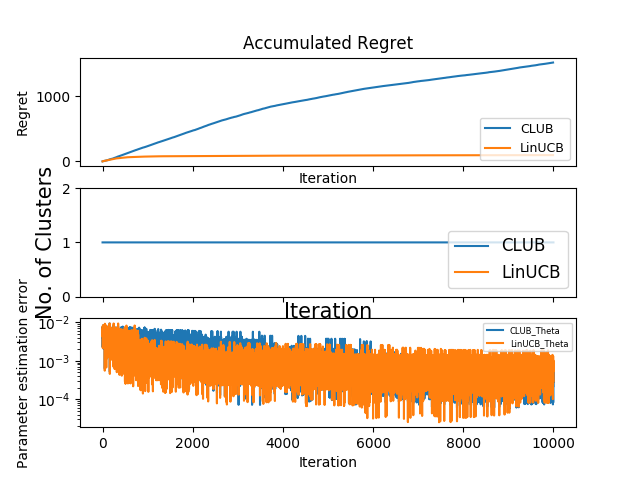 Accumulated Regret
Regret
1000
0
CLUB
LinUCB
Iteration
No. of Clusters
2
1
0
CLUB
LinUCB
Iteration
Parameter estimation error
10⁻²
10⁻³
10⁻⁴
CLUB_Theta
LinUCB_Theta
0 2000 4000 6000 8000 10000
Iteration